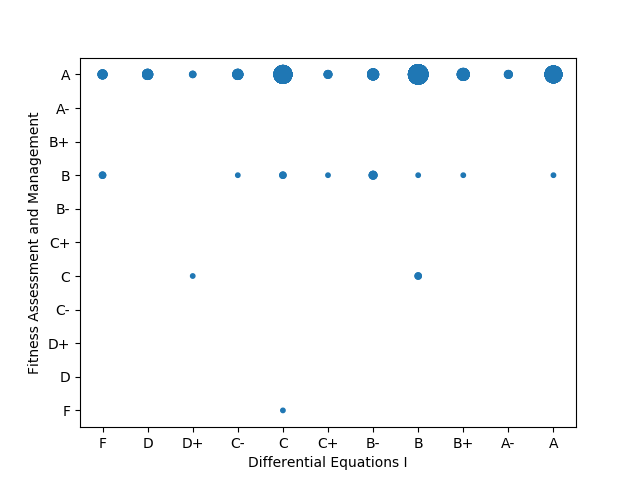 Fitness Assessment and Management
A
A-
B+
B
B-
C+
C
C-
D+
D
F
F D D+ C- C C+ B- B B+ A- A
Differential Equations I